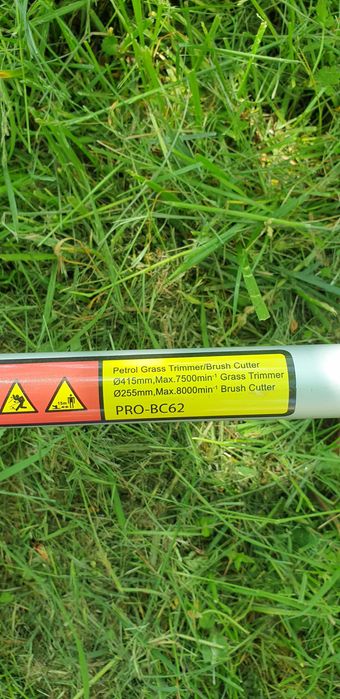 Petrol Grass Trimmer/Brush Cutter
Ø415mm,Max.7500min⁻¹ Grass Trimmer
Ø255mm,Max.8000min⁻¹ Brush Cutter
PRO-BC62
15m